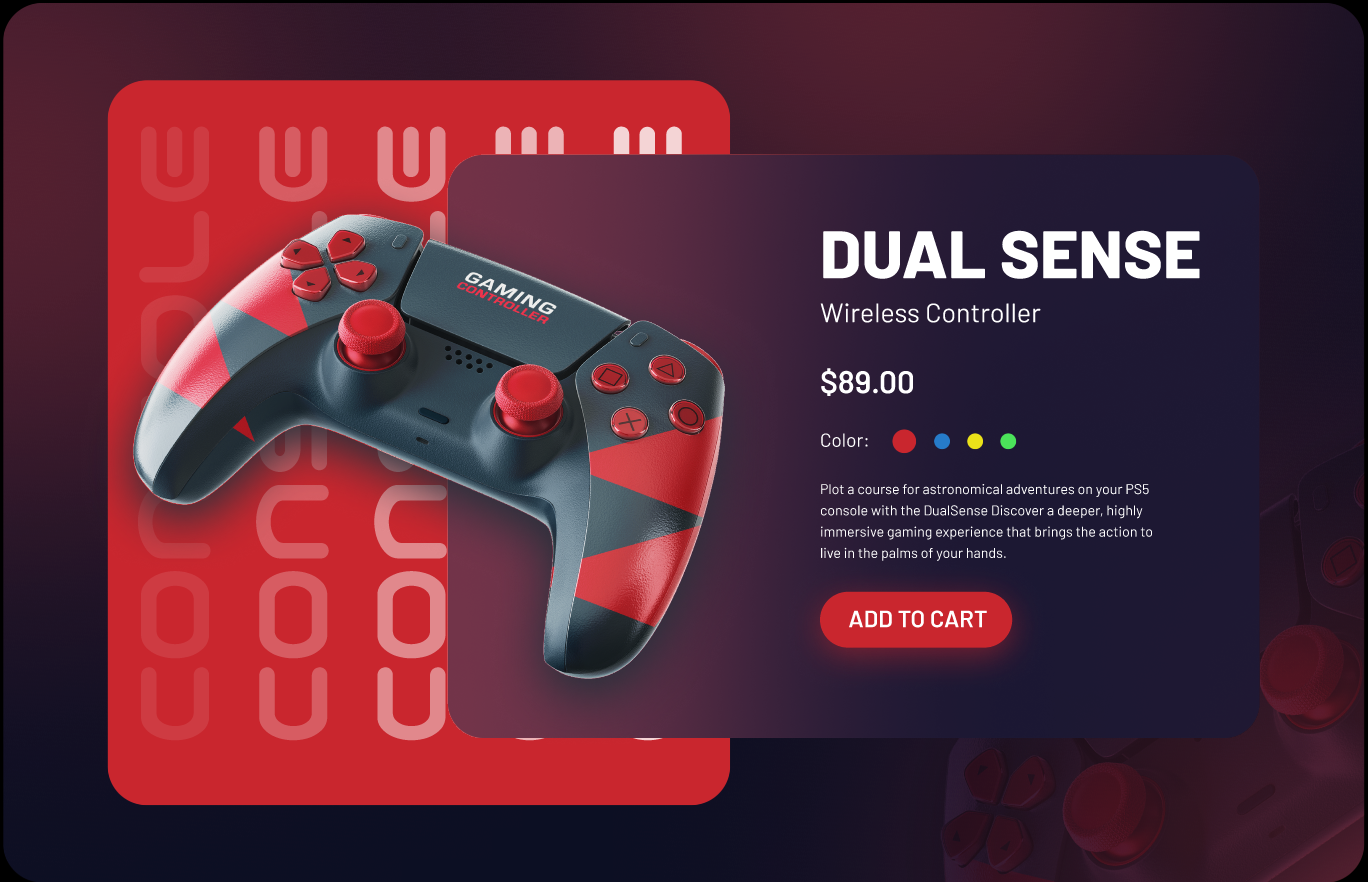 GAMING
CONTROLLER
DUAL SENSE
Wireless Controller
$89.00
Color:
Plot a course for astronomical adventures on your PS5
console with the DualSense Discover a deeper, highly
immersive gaming experience that brings the action to
live in the palms of your hands.
ADD TO CART